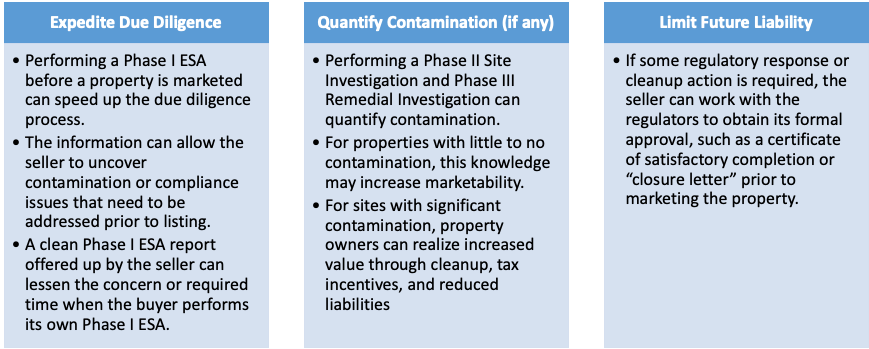 Expedite Due Diligence
• Performing a Phase I ESA
before a property is marketed
can speed up the due diligence
process.
• The information can allow the
seller to uncover
contamination or compliance
issues that need to be
addressed prior to listing.
• A clean Phase I ESA report
offered up by the seller can
lessen the concern or required
time when the buyer performs
its own Phase I ESA.
Quantify Contamination (if any)
• Performing a Phase II Site
Investigation and Phase III
Remedial Investigation can
quantify contamination.
• For properties with little to no
contamination, this knowledge
may increase marketability.
• For sites with significant
contamination, property
owners can realize increased
value through cleanup, tax
incentives, and reduced
liabilities
Limit Future Liability
• If some regulatory response or
cleanup action is required, the
seller can work with the
regulators to obtain its formal
approval, such as a certificate
of satisfactory completion or
“closure letter” prior to
marketing the property.